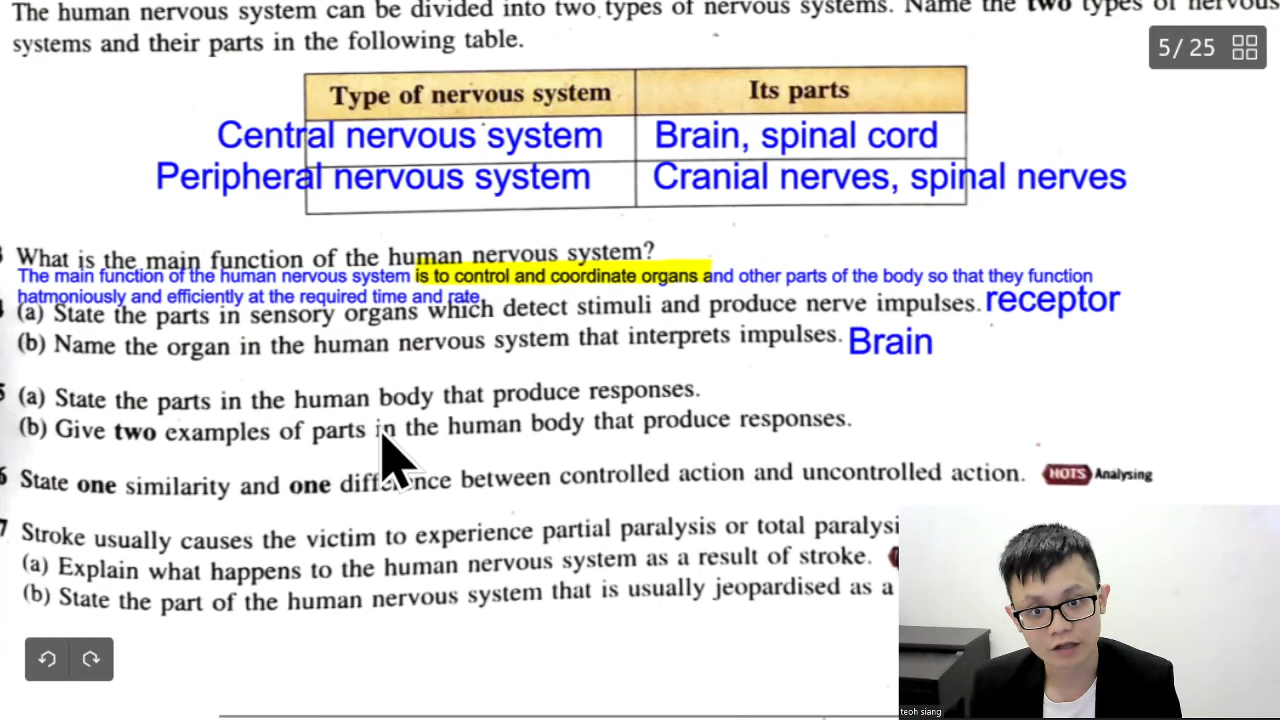 The human nervous system can be divided into two types of nervous systems. Name the two types of nervous
systems and their parts in the following table.
5/ 25
Type of nervous system Its parts
Central nervous system Brain, spinal cord
Peripheral nervous system Cranial nerves, spinal nerves
What is the main function of the human nervous system?
The main function of the human nervous system is to control and coordinate organs and other parts of the body so that they function
hatmoniously and efficiently at the required time and rate.
(a) State the parts in sensory organs which detect stimuli and produce nerve impulses. receptor
(b) Name the organ in the human nervous system that interprets impulses. Brain
5 (a) State the parts in the human body that produce responses.
(b) Give two examples of parts in the human body that produce responses.
6 State one similarity and one difference between controlled action and uncontrolled action. HOTS Analysing
7 Stroke usually causes the victim to experience partial paralysis or total
(a) Explain what happens to the human nervous system as a result of stroke.
(b) State the part of the human nervous system that is usually jeopardised as a
teoh siang